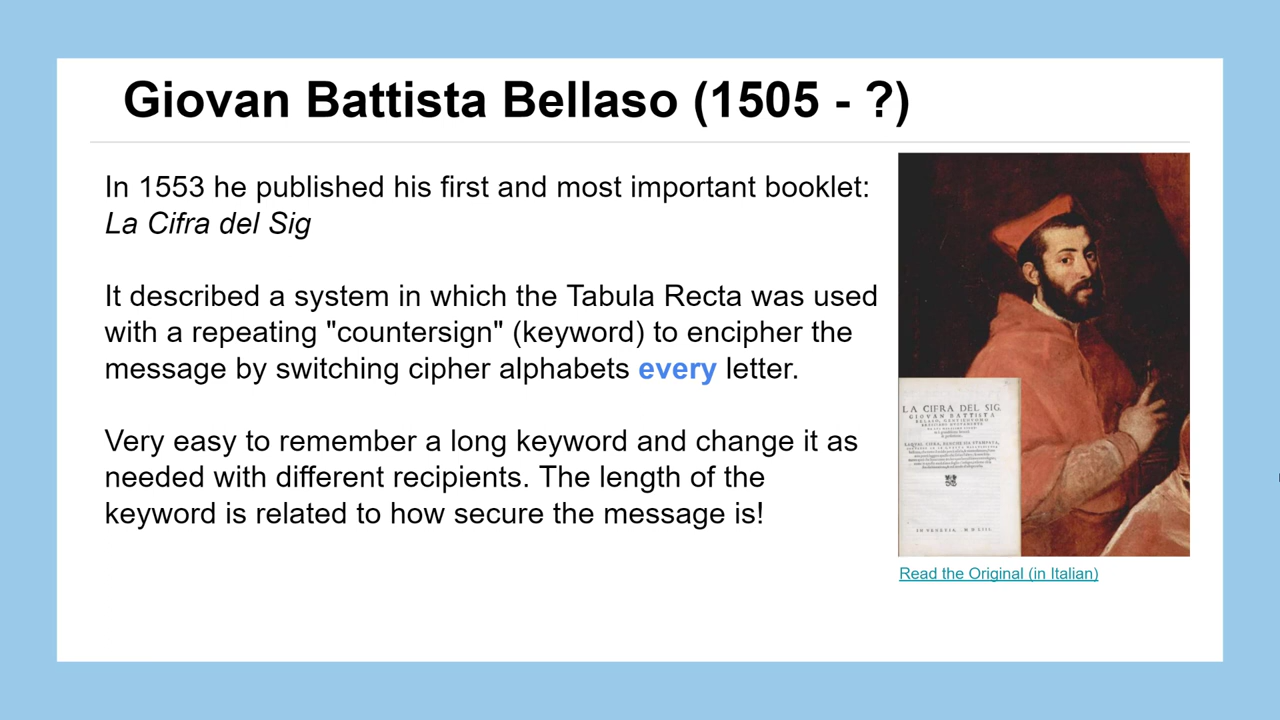 Giovan Battista Bellaso (1505 - ?)
In 1553 he published his first and most important booklet:
La Cifra del Sig
It described a system in which the Tabula Recta was used
with a repeating "countersign" (keyword) to encipher the
message by switching cipher alphabets every letter.
Very easy to remember a long keyword and change it as
needed with different recipients. The length of the
keyword is related to how secure the message is!
LA CIFRA DEL SIG.
GIOVAN BATTISTA
Read the Original (in Italian)